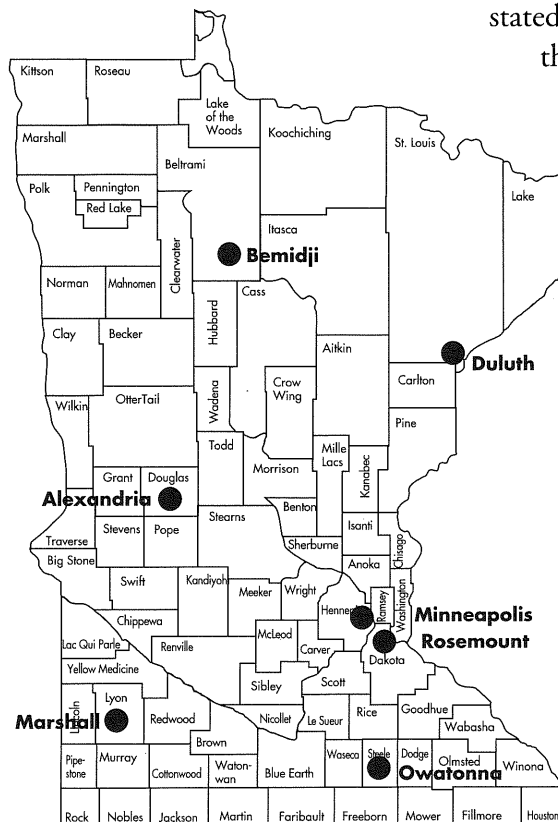 stated
th
Kittson
Roseau
Lake
of the
Woods
Koochiching
St. Louis
Lake
Marshall
Beltrami
Polk
Pennington
Red Lake
Clearwater
Itasca
Bemidji
Norman
Mahnomen
Hubbard
Cass
Clay
Becker
Aitkin
Duluth
Carlton
Wilkin
OtterTail
Wadena
Crow
Wing
Pine
Todd
Mille
Lacs
Kanabec
Morrison
Grant
Douglas
Alexandria
Benton
Stearns
Isanti
Chisago
Traverse
Stevens
Pope
Sherburne
Anoka
Big Stone
Swift
Kandiyoh
Meeker
Wright
Hennep
Ramsey
Washington
Minneapolis
Chippewa
McLeod
Carver
Rosemount
Dakota
Lac Qui Parle
Renville
Yellow Medicine
Scott
Sibley
Lincoln
Lyon
Marshall
Redwood
Nicollet
Le Sueur
Rice
Goodhue
Wabasha
Brown
Pipe-
stone
Murray
Cottonwood
Waton-
wan
Blue Earth
Waseca
Steele
Dodge
Olmsted
Winona
Owatonna
Rock
Nobles
Jackson
Martin
Faribault
Freeborn
Mower
Fillmore
Houston